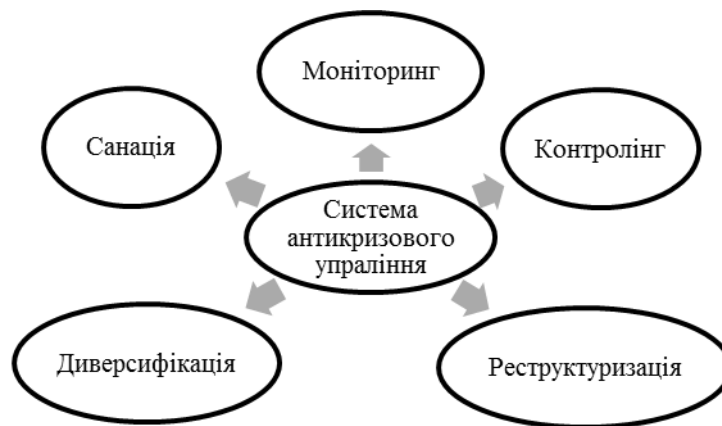 Моніторинг
Санація
Контролінг
Система
антикризового
упраління
Диверсифікація
Реструктуризація